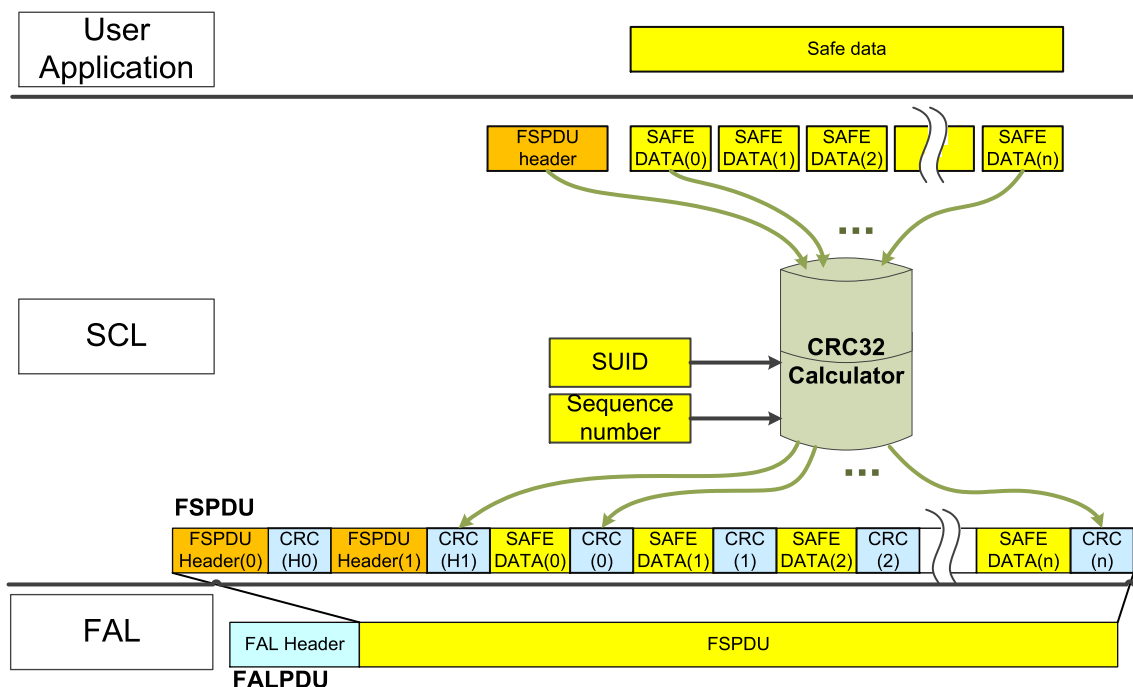 User
Application
Safe data
FSPDU
header
SAFE
DATA(0)
SAFE
DATA(1)
SAFE
DATA(2)
SAFE
DATA(n)
...
SCL
CRC32
Calculator
SUID
Sequence
number
...
FSPDU
FSPDU
Header(0)
CRC
(H0)
FSPDU
Header(1)
CRC
(H1)
SAFE
DATA(0)
CRC
(0)
SAFE
DATA(1)
CRC
(1)
SAFE
DATA(2)
CRC
(2)
SAFE
DATA(n)
CRC
(n)
FAL
FAL Header
FSPDU
FALPDU